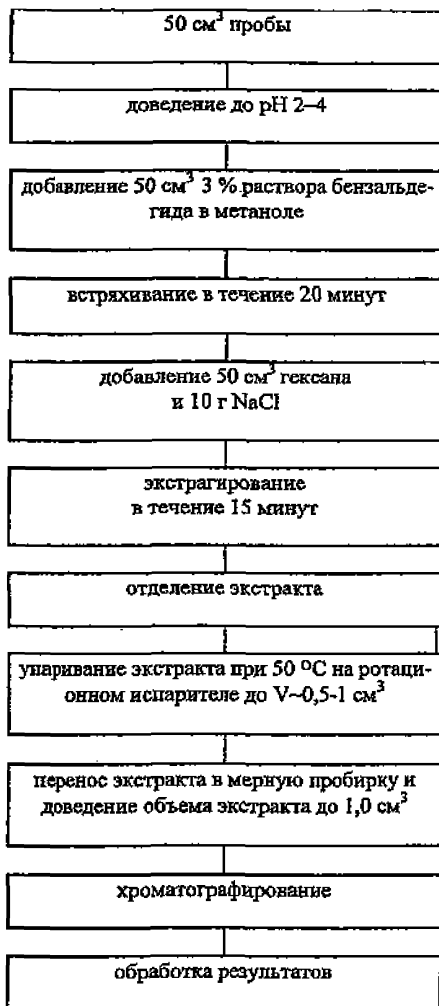 50 см³ пробы
доведение до pH 2–4
добавление 50 см³ 3 % раствора бензальде-
гида в метаноле
встряхивание в течение 20 минут
добавление 50 см³ гексана
и 10 г NaCl
экстрагирование
в течение 15 минут
отделение экстракта
упаривание экстракта при 50 °C на ротаци-
онном испарителе до V~0,5-1 см³
перенос экстракта в мерную пробирку и
доведение объема экстракта до 1,0 см³
хроматографирование
обработка результатов